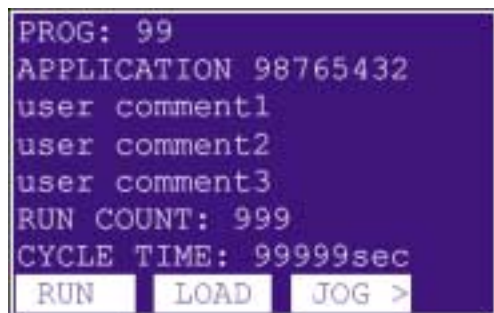 PROG: 99
APPLICATION 98765432
user comment1
user comment2
user comment3
RUN COUNT: 999
CYCLE TIME: 99999sec
RUN LOAD JOG >